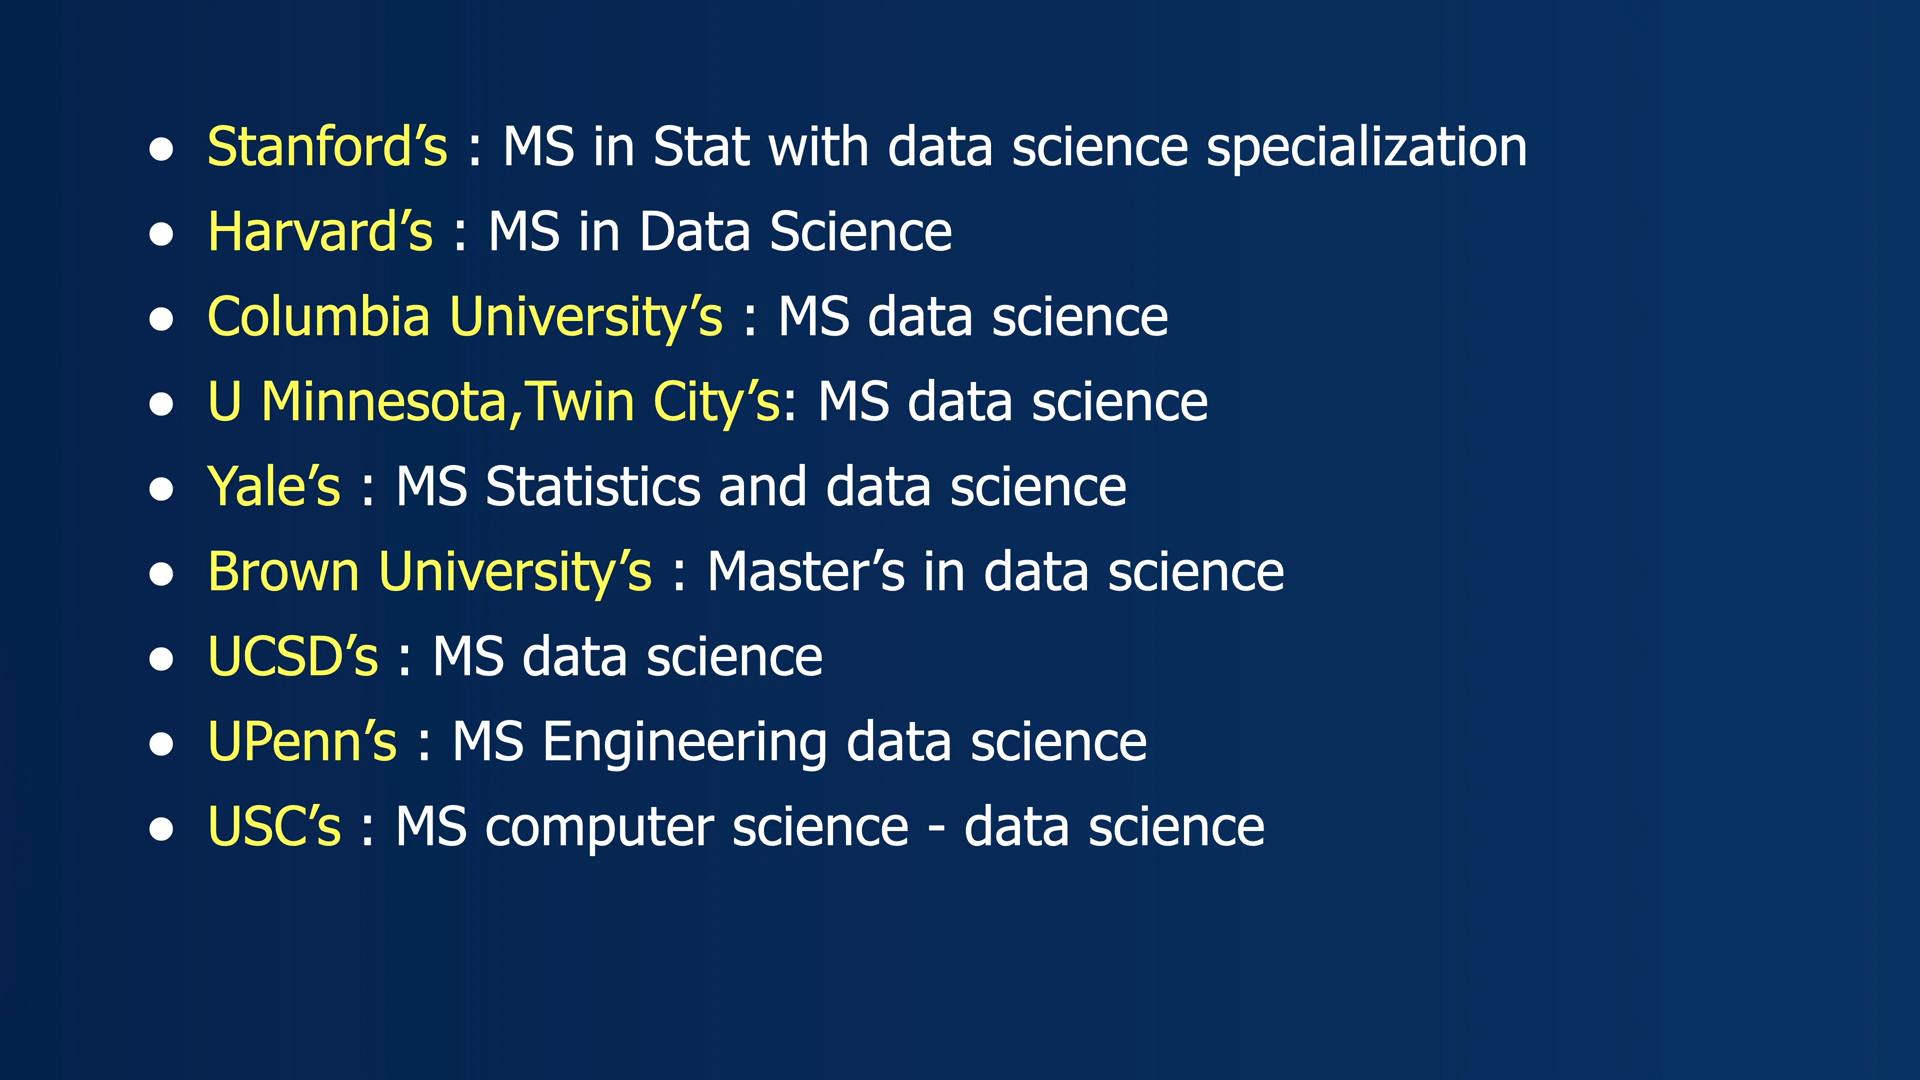 ● Stanford’s : MS in Stat with data science specialization
● Harvard’s : MS in Data Science
● Columbia University’s : MS data science
● U Minnesota,Twin City’s: MS data science
● Yale’s : MS Statistics and data science
● Brown University’s : Master’s in data science
● UCSD’s : MS data science
● UPenn’s : MS Engineering data science
● USC’s : MS computer science - data science